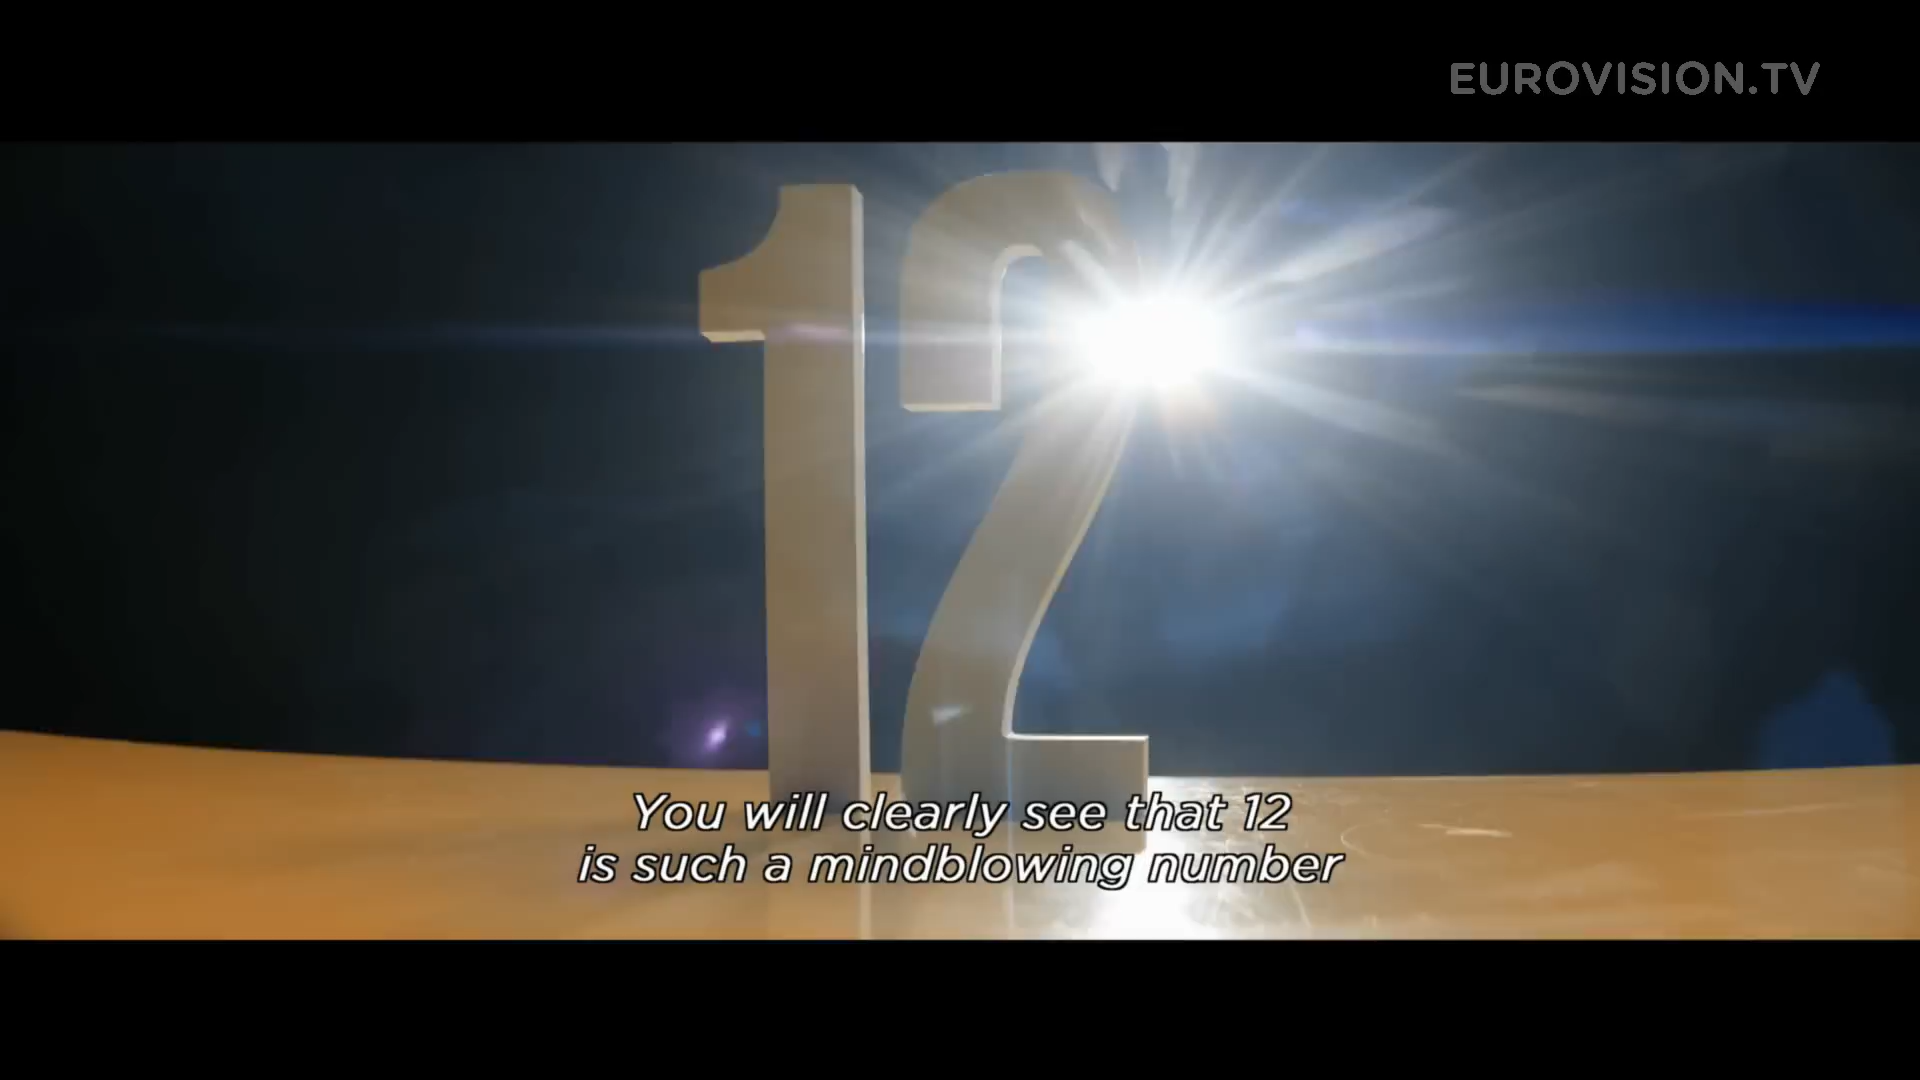 EUROVISION.TV
12
You will clearly see that 12
is such a mindblowing number